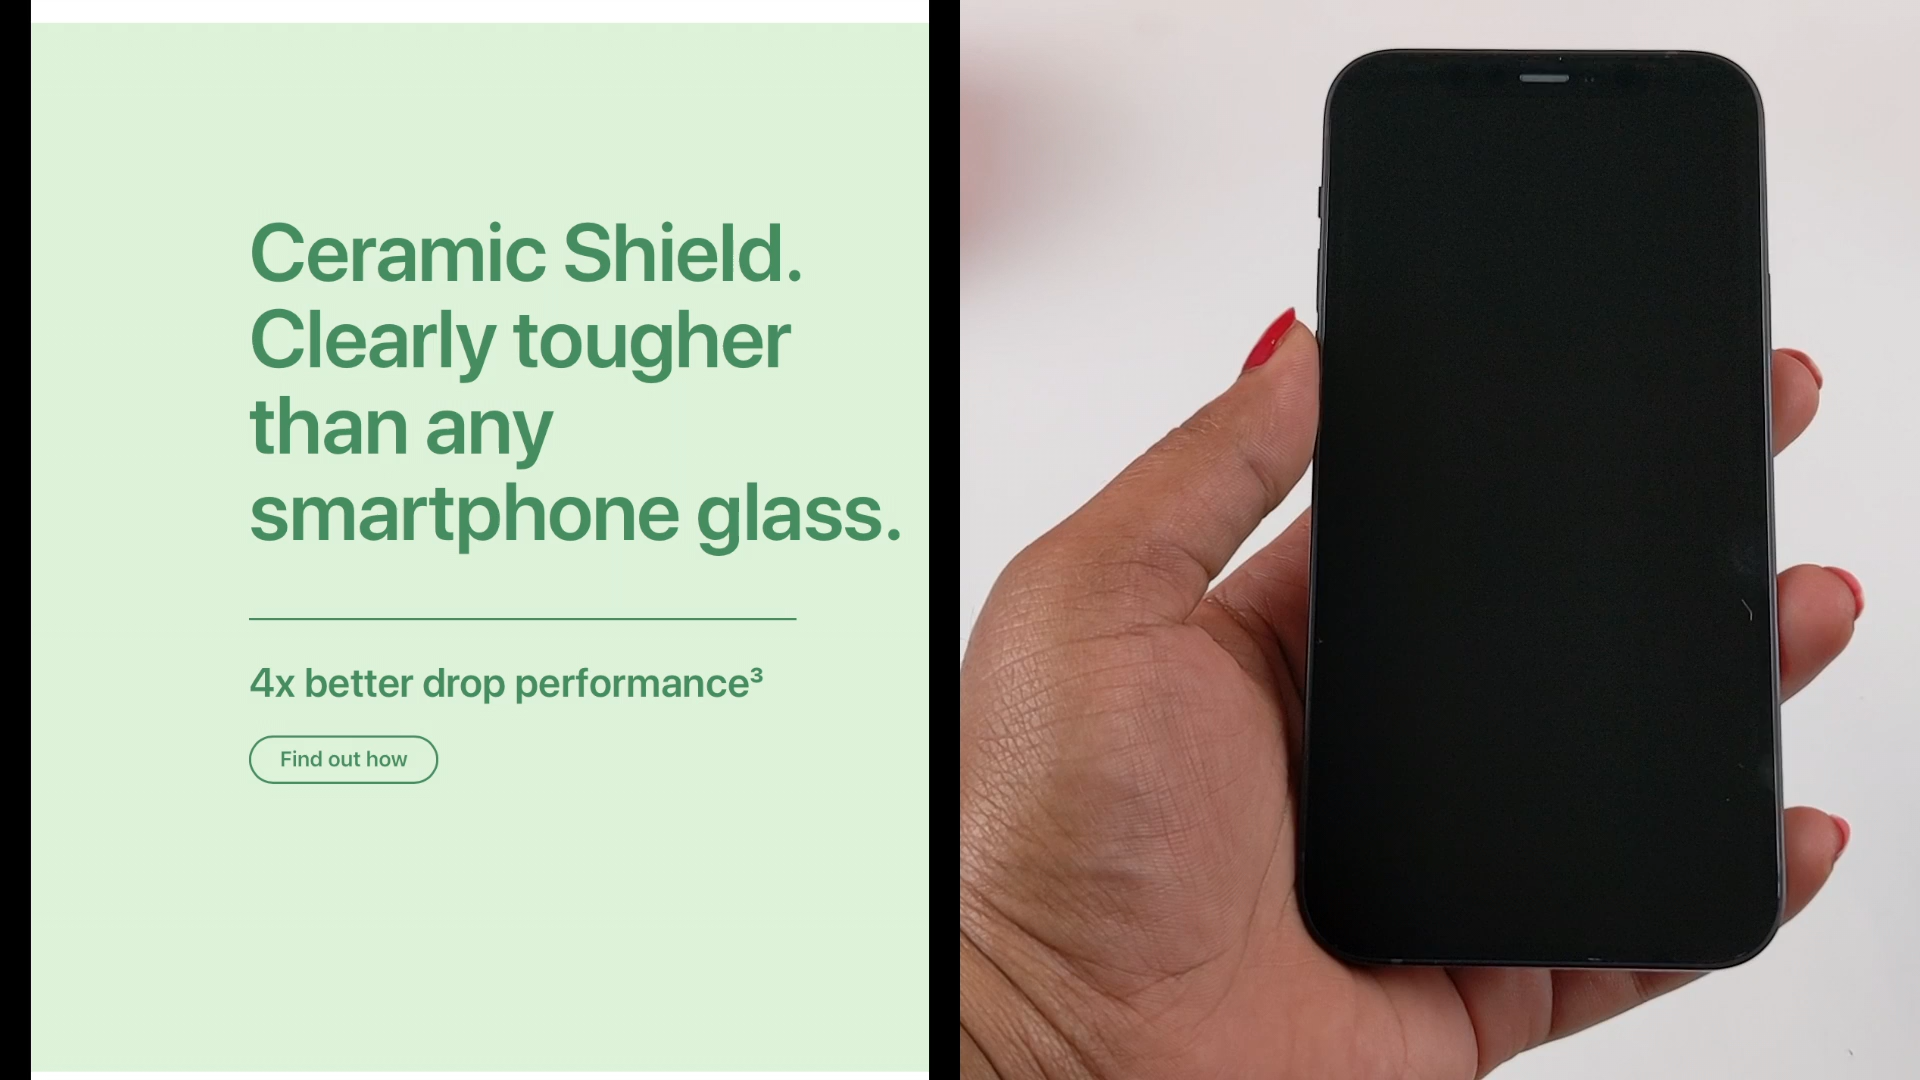 Ceramic Shield.
Clearly tougher
than any
smartphone glass.
4x better drop performance³
Find out how